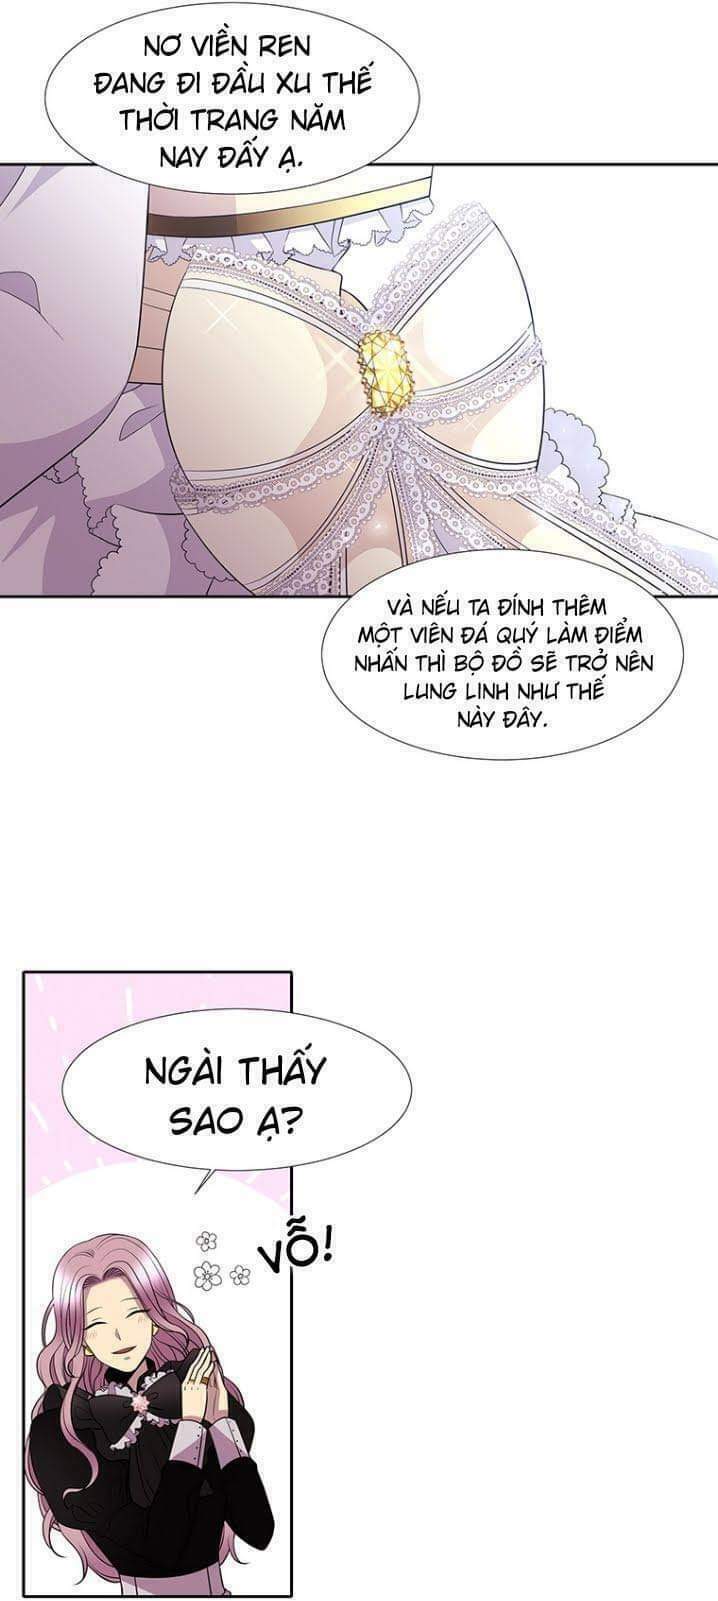 NƠ VIỀN REN
ĐANG ĐI ĐẦU XU THẾ
THỜI TRANG NĂM
NAY ĐẤY Ạ.
VÀ NẾU TA ĐÍNH THÊM
MỘT VIÊN ĐÁ QUÝ LÀM ĐIỂM
NHẤN THÌ BỘ ĐỒ SẼ TRỞ NÊN
LUNG LINH NHƯ THẾ
NÀY ĐÂY.
NGÀI THẤY
SAO Ạ?
VỖ!